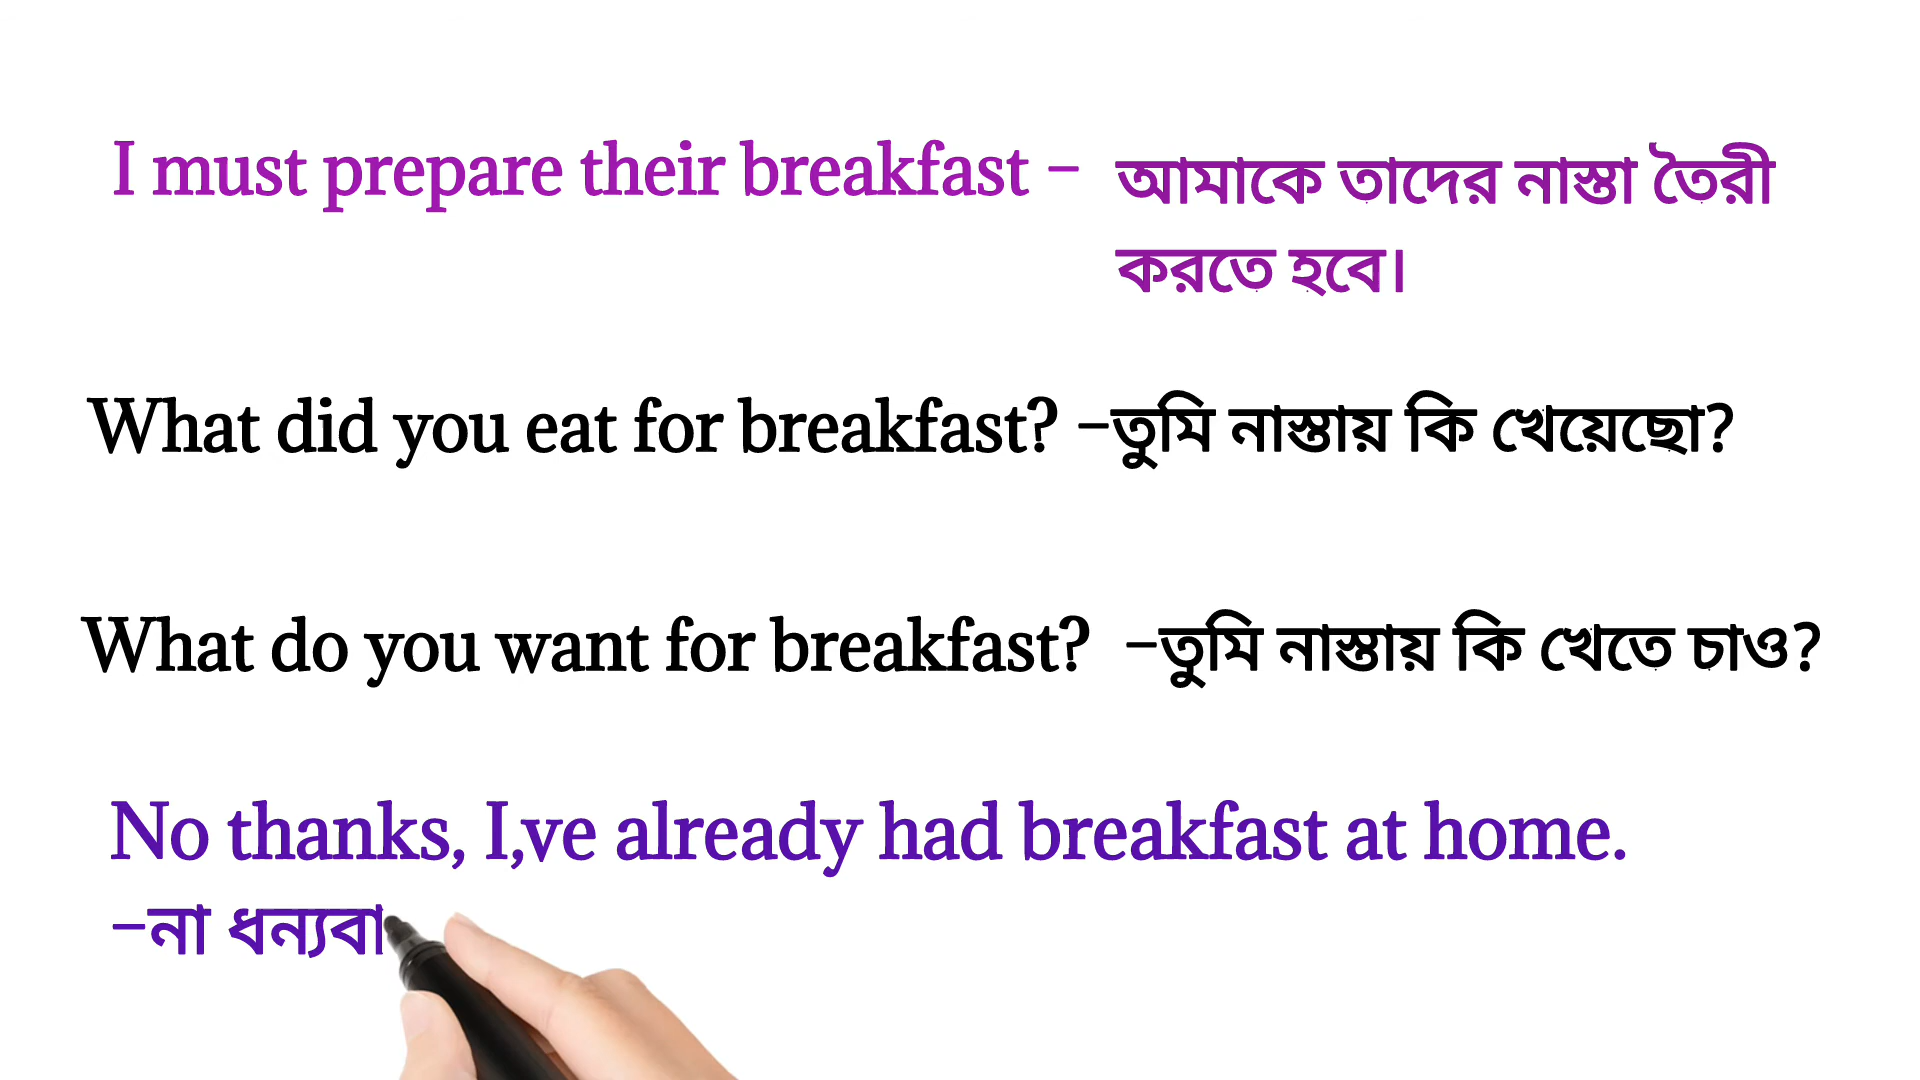 I must prepare their breakfast – আমাকে তাদের নাস্তা তৈরী
করতে হবে।
What did you eat for breakfast? –তুমি নাস্তায় কি খেয়েছো?
What do you want for breakfast? –তুমি নাস্তায় কি খেতে চাও?
No thanks, I,ve already had breakfast at home.
–না ধন্যবা